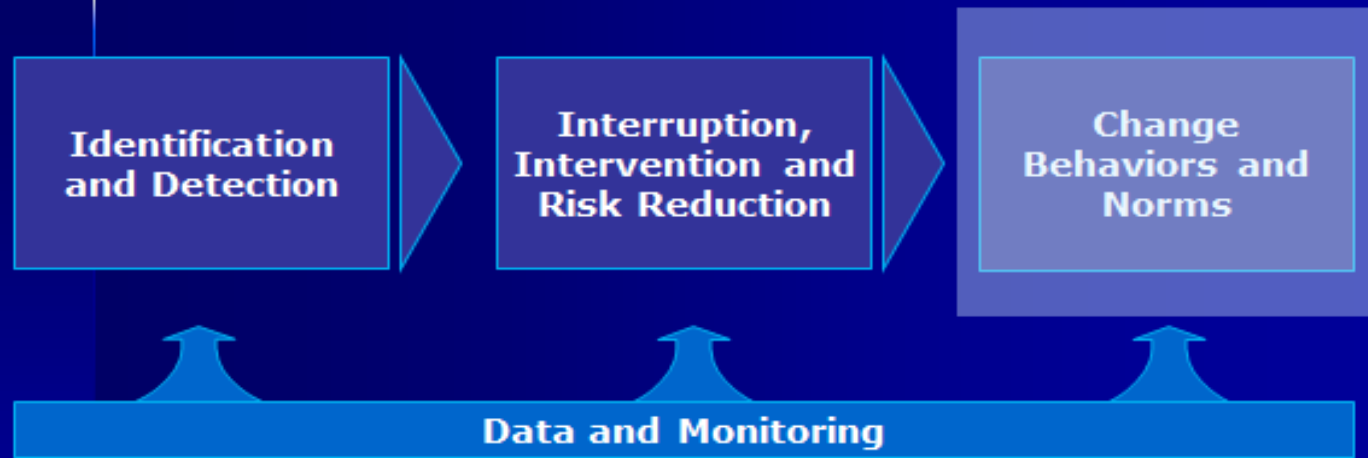 Identification
and Detection
Interruption,
Intervention and
Risk Reduction
Change
Behaviors and
Norms
Data and Monitoring